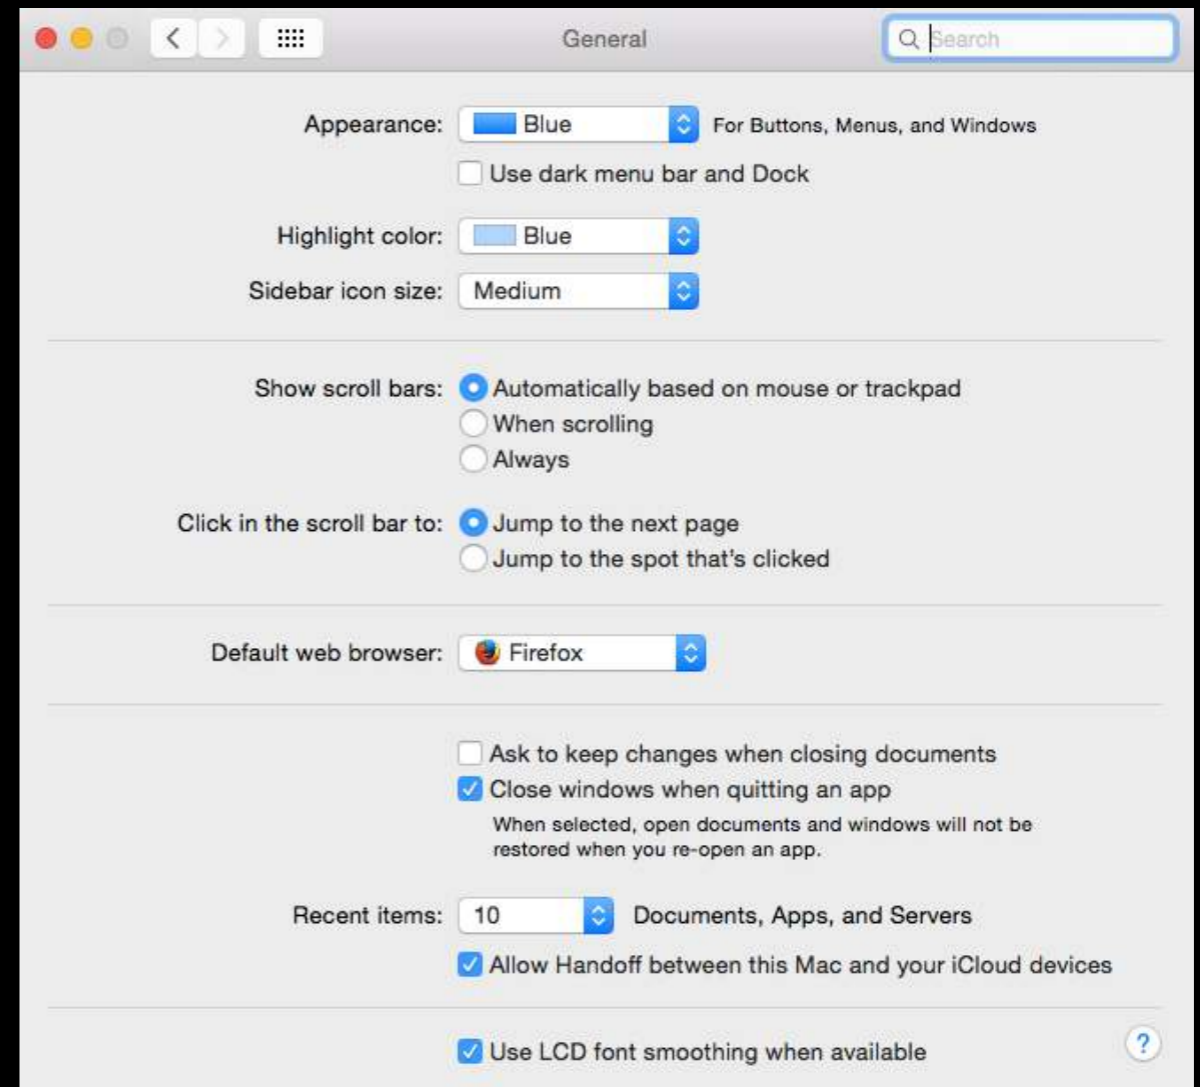 General
Search
Appearance: Blue For Buttons, Menus, and Windows
Use dark menu bar and Dock
Highlight color: Blue
Sidebar icon size: Medium
Show scroll bars: Automatically based on mouse or trackpad
When scrolling
Always
Click in the scroll bar to: Jump to the next page
Jump to the spot that's clicked
Default web browser: Firefox
Ask to keep changes when closing documents
Close windows when quitting an app
When selected, open documents and windows will not be
restored when you re-open an app.
Recent items: 10 Documents, Apps, and Servers
Allow Handoff between this Mac and your iCloud devices
Use LCD font smoothing when available ?